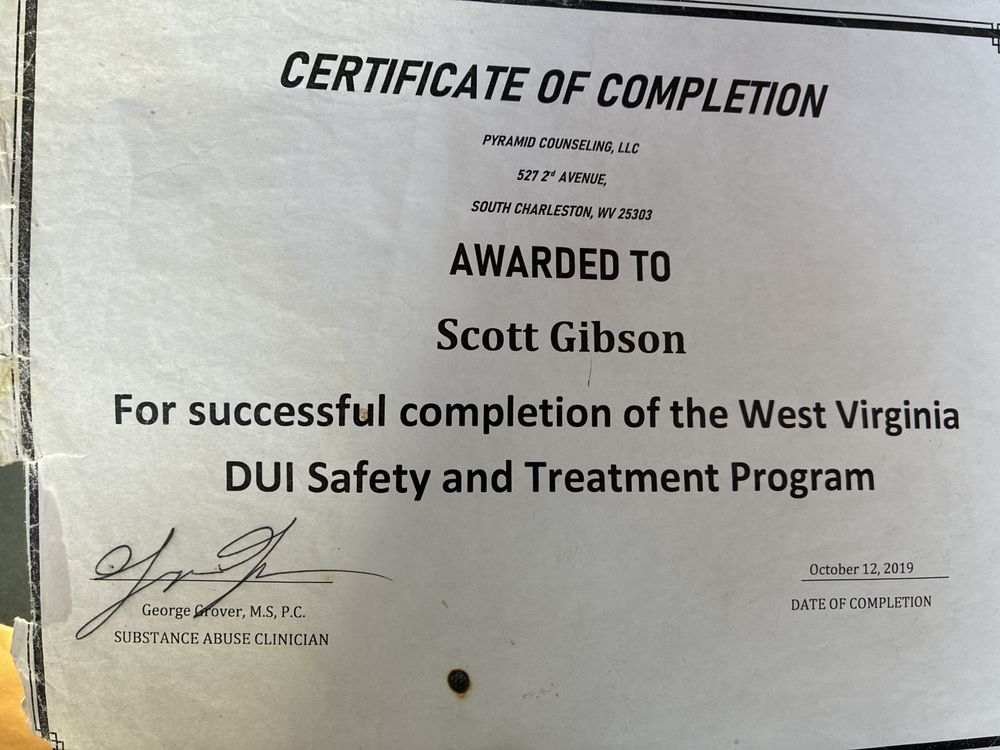 CERTIFICATE OF COMPLETION
PYRAMID COUNSELING, LLC
527 2rd AVENUE,
SOUTH CHARLESTON, WV 25303
AWARDED TO
Scott Gibson
For successful completion of the West Virginia
DUI Safety and Treatment Program
October 12, 2019
George Grover, M.S, P.C.
DATE OF COMPLETION
SUBSTANCE ABUSE CLINICIAN